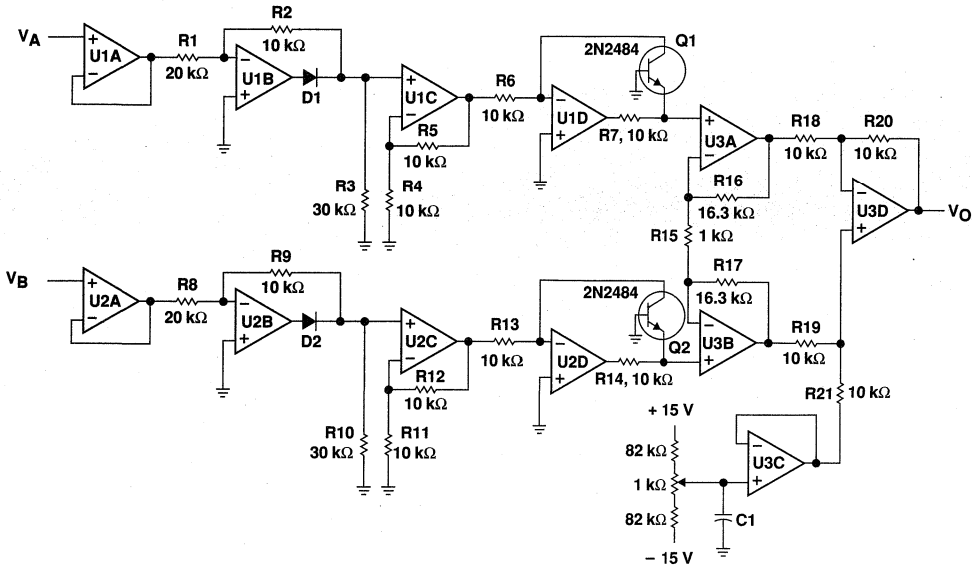 VA
U1A
R1
20 kΩ
R2
10 kΩ
U1B
D1
U1C
R5
10 kΩ
R3
30 kΩ
R4
10 kΩ
R6
10 kΩ
U1D
2N2484
Q1
R7, 10 kΩ
U3A
R16
16.3 kΩ
R15
1 kΩ
R18
10 kΩ
R20
10 kΩ
U3D
VO
VB
U2A
R8
20 kΩ
R9
10 kΩ
U2B
D2
U2C
R12
10 kΩ
R10
30 kΩ
R11
10 kΩ
R13
10 kΩ
U2D
2N2484
Q2
R14, 10 kΩ
R17
16.3 kΩ
U3B
R19
10 kΩ
R21
10 kΩ
+ 15 V
82 kΩ
1 kΩ
82 kΩ
– 15 V
C1
U3C